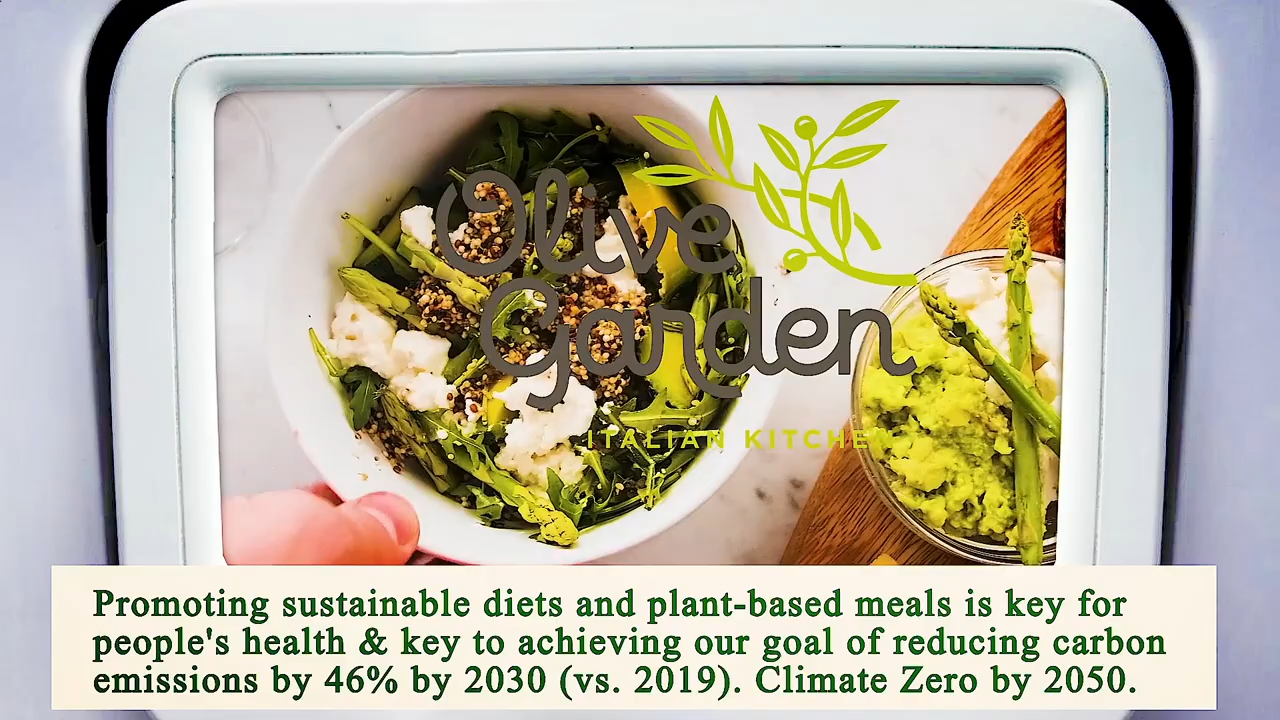 Olive
Garden
ITALIAN KITCHEN
Promoting sustainable diets and plant-based meals is key for
people's health & key to achieving our goal of reducing carbon
emissions by 46% by 2030 (vs. 2019). Climate Zero by 2050.